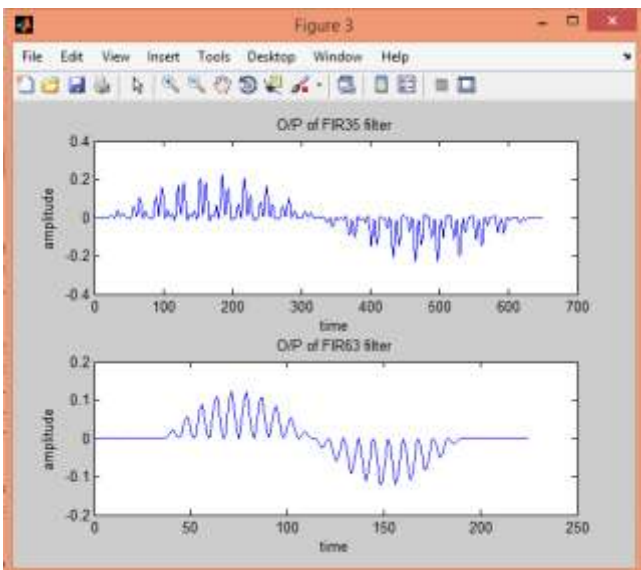 Figure 3
File Edit View Insert Tools Desktop Window Help
O/P of FIR35 filter
0.4
0.2
0
-0.2
-0.4
amplitude
0 100 200 300 400 500 600 700
time
O/P of FIR63 filter
0.2
0.1
0
-0.1
-0.2
amplitude
0 50 100 150 200 250
time